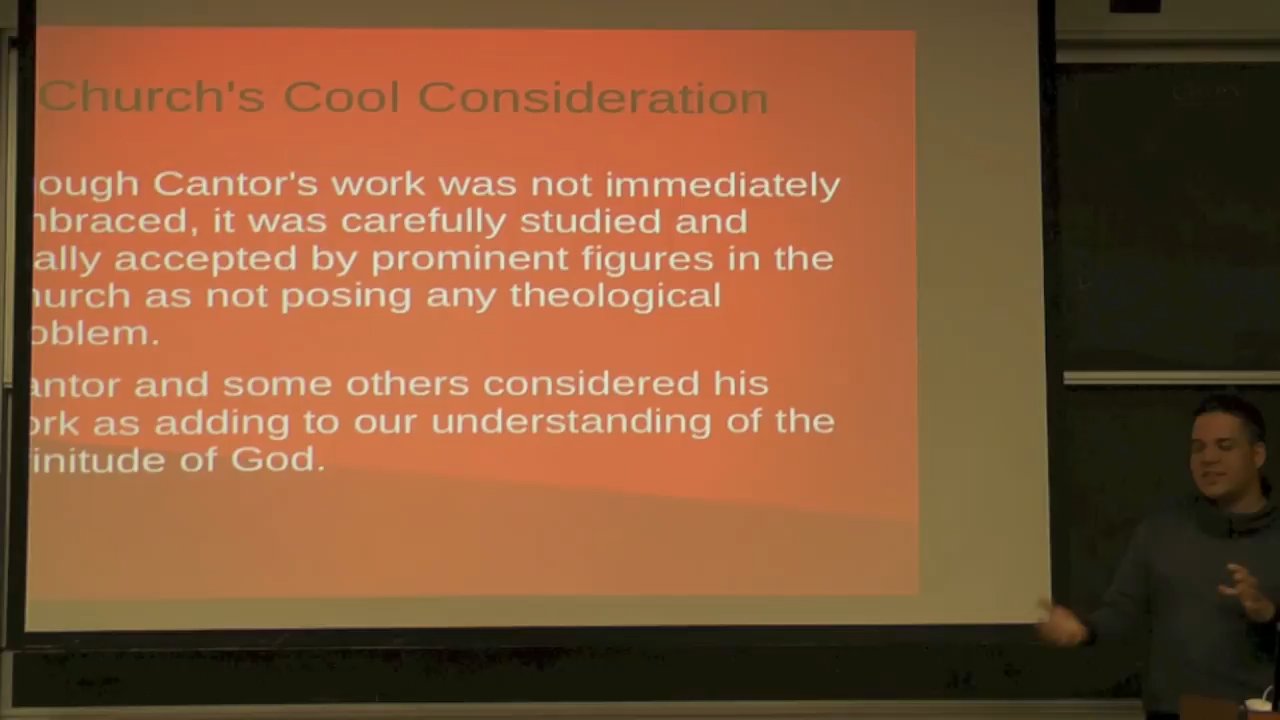 Church's Cool Consideration
ough Cantor's work was not immediately
braced, it was carefully studied and
ally accepted by prominent figures in the
urch as not posing any theological
oblem.
antor and some others considered his
ork as adding to our understanding of the
initude of God.